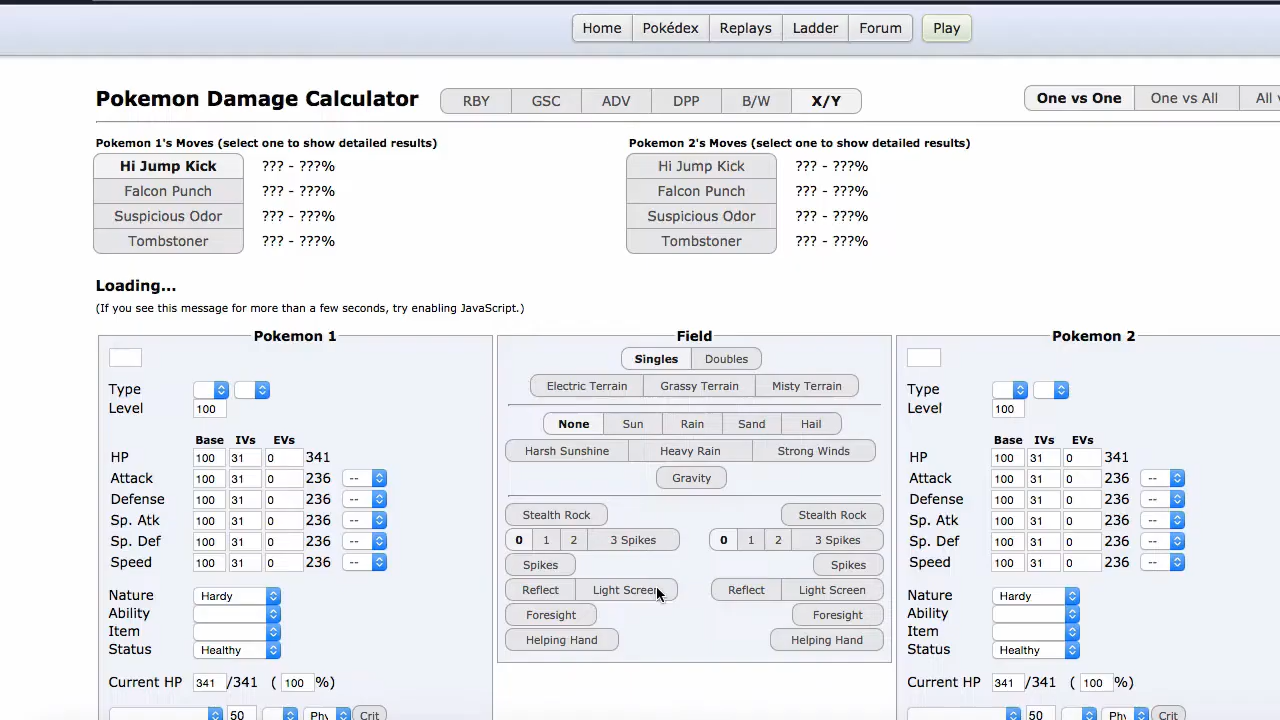 Home Pokédex Replays Ladder Forum Play
Pokemon Damage Calculator RBY GSC ADV DPP B/W X/Y One vs One One vs All All v
Pokemon 1's Moves (select one to show detailed results) Pokemon 2's Moves (select one to show detailed results)
Hi Jump Kick ??? - ???% Hi Jump Kick ??? - ???%
Falcon Punch ??? - ???% Falcon Punch ??? - ???%
Suspicious Odor ??? - ???% Suspicious Odor ??? - ???%
Tombstoner ??? - ???% Tombstoner ??? - ???%
Loading...
(If you see this message for more than a few seconds, try enabling JavaScript.)
Pokemon 1
Type
Level 100
Base IVs EVs
HP 100 31 0 341
Attack 100 31 0 236 --
Defense 100 31 0 236 --
Sp. Atk 100 31 0 236 --
Sp. Def 100 31 0 236 --
Speed 100 31 0 236 --
Nature Hardy
Ability
Item
Status Healthy
Current HP 341 /341 ( 100 %)
50 Phy Crit
Field
Singles Doubles
Electric Terrain Grassy Terrain Misty Terrain
None Sun Rain Sand Hail
Harsh Sunshine Heavy Rain Strong Winds
Gravity
Stealth Rock Stealth Rock
0 1 2 3 Spikes 0 1 2 3 Spikes
Spikes Spikes
Reflect Light Screen Reflect Light Screen
Foresight Foresight
Helping Hand Helping Hand
Pokemon 2
Type
Level 100
Base IVs EVs
HP 100 31 0 341
Attack 100 31 0 236 --
Defense 100 31 0 236 --
Sp. Atk 100 31 0 236 --
Sp. Def 100 31 0 236 --
Speed 100 31 0 236 --
Nature Hardy
Ability
Item
Status Healthy
Current HP 341 /341 ( 100 %)
50 Phy Crit